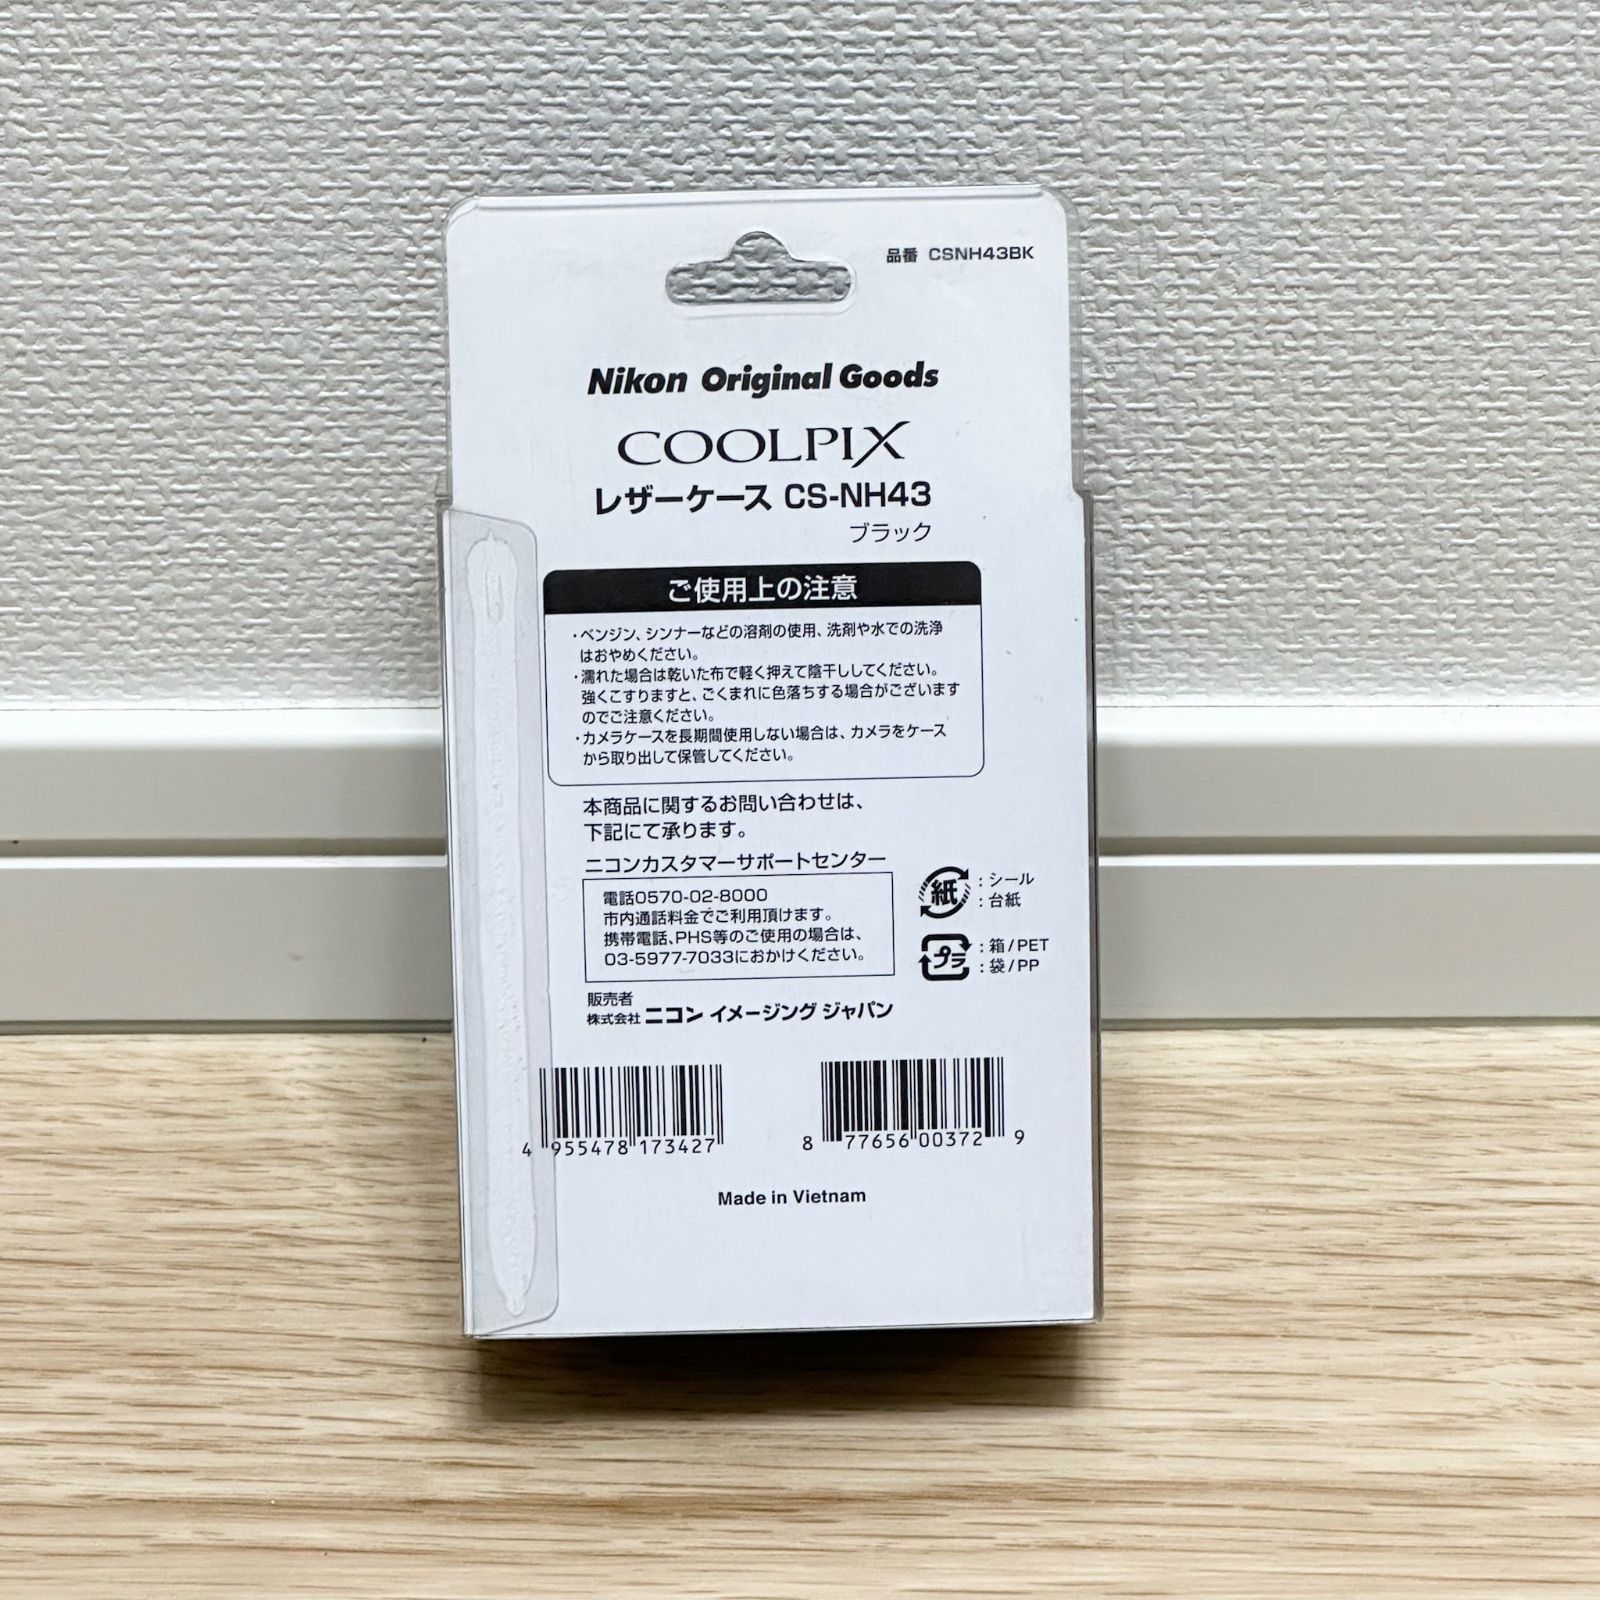 品番 CSNH43BK
Nikon Original Goods
COOLPIX
レザーケース CS-NH43
ブラック
ご使用上の注意
・ベンジン、シンナーなどの溶剤の使用、洗剤や水での洗浄
はおやめください。
・濡れた場合は乾いた布で軽く押えて陰干ししてください。
強くこすりますと、ごくまれに色落ちする場合がございます
のでご注意ください。
・カメラケースを長期間使用しない場合は、カメラをケース
から取り出して保管してください。
本商品に関するお問い合わせは、
下記にて承ります。
ニコンカスタマーサポートセンター
電話0570-02-8000
市内通話料金でご利用頂けます。
携帯電話、PHS等のご使用の場合は、
03-5977-7033におかけください。
紙 : シール
: 台紙
プラ : 箱/PET
: 袋/PP
販売者
株式会社 ニコン イメージング ジャパン
4 955478 173427
8 77656 00372 9
Made in Vietnam